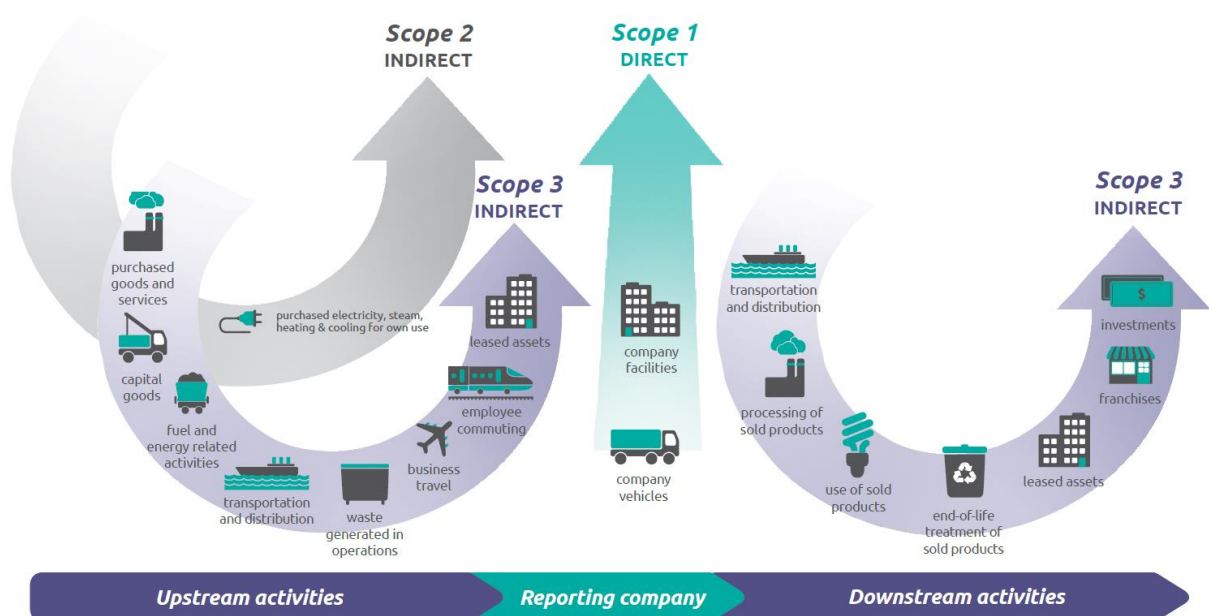 Scope 2
INDIRECT
Scope 1
DIRECT
Scope 3
INDIRECT
Scope 3
INDIRECT
purchased
goods and
services
purchased electricity, steam,
heating & cooling for own use
capital
goods
fuel and
energy related
activities
transportation
and distribution
waste
generated in
operations
business
travel
employee
commuting
leased assets
company
facilities
company
vehicles
transportation
and distribution
processing of
sold products
use of sold
products
end-of-life
treatment of
sold products
leased assets
franchises
$
investments
Upstream activities
Reporting company
Downstream activities